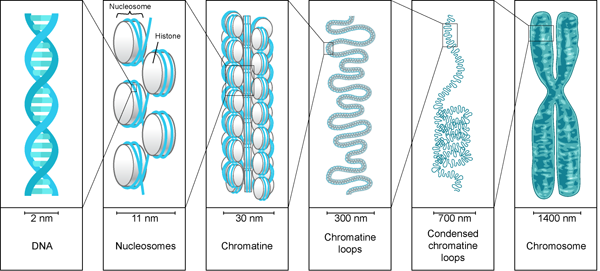 Nucleosome
Histone
2 nm
11 nm
30 nm
300 nm
700 nm
1400 nm
DNA
Nucleosomes
Chromatine
Chromatine
loops
Condensed
chromatine
loops
Chromosome